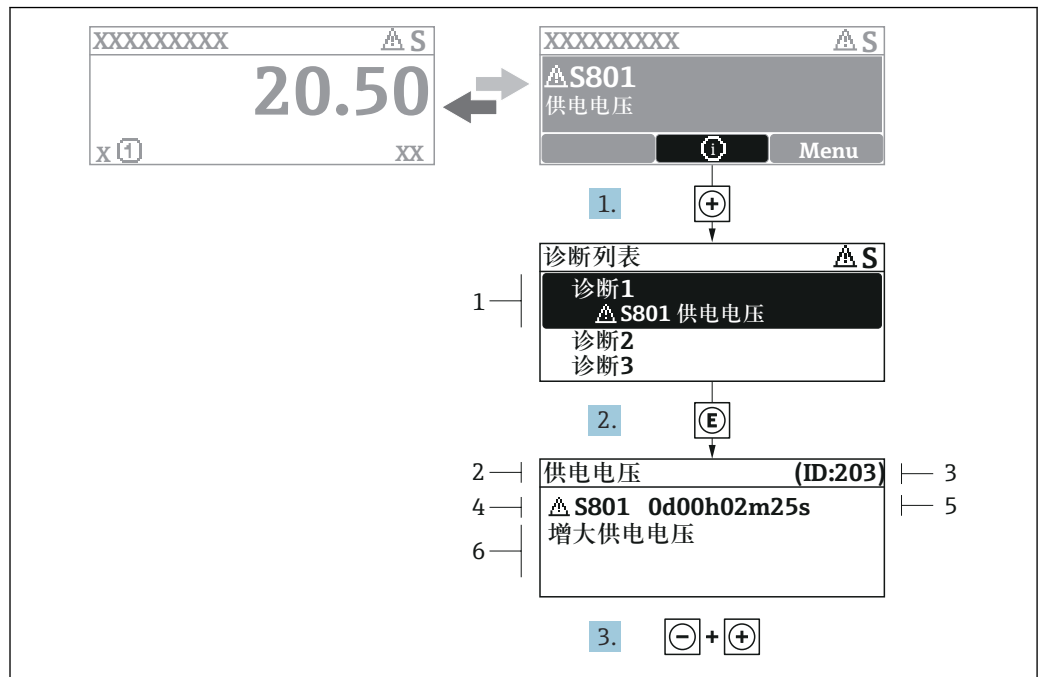 XXXXXXXXX ⚠ S
20.50
x ① xx
XXXXXXXXX ⚠ S
⚠S801
供电电压
ⓘ Menu
1. +
诊断列表 ⚠ S
1
诊断1
⚠ S801 供电电压
诊断2
诊断3
2. E
2 供电电压 (ID:203) 3
4 ⚠ S801 0d00h02m25s 5
增大供电电压
6
3. - + +